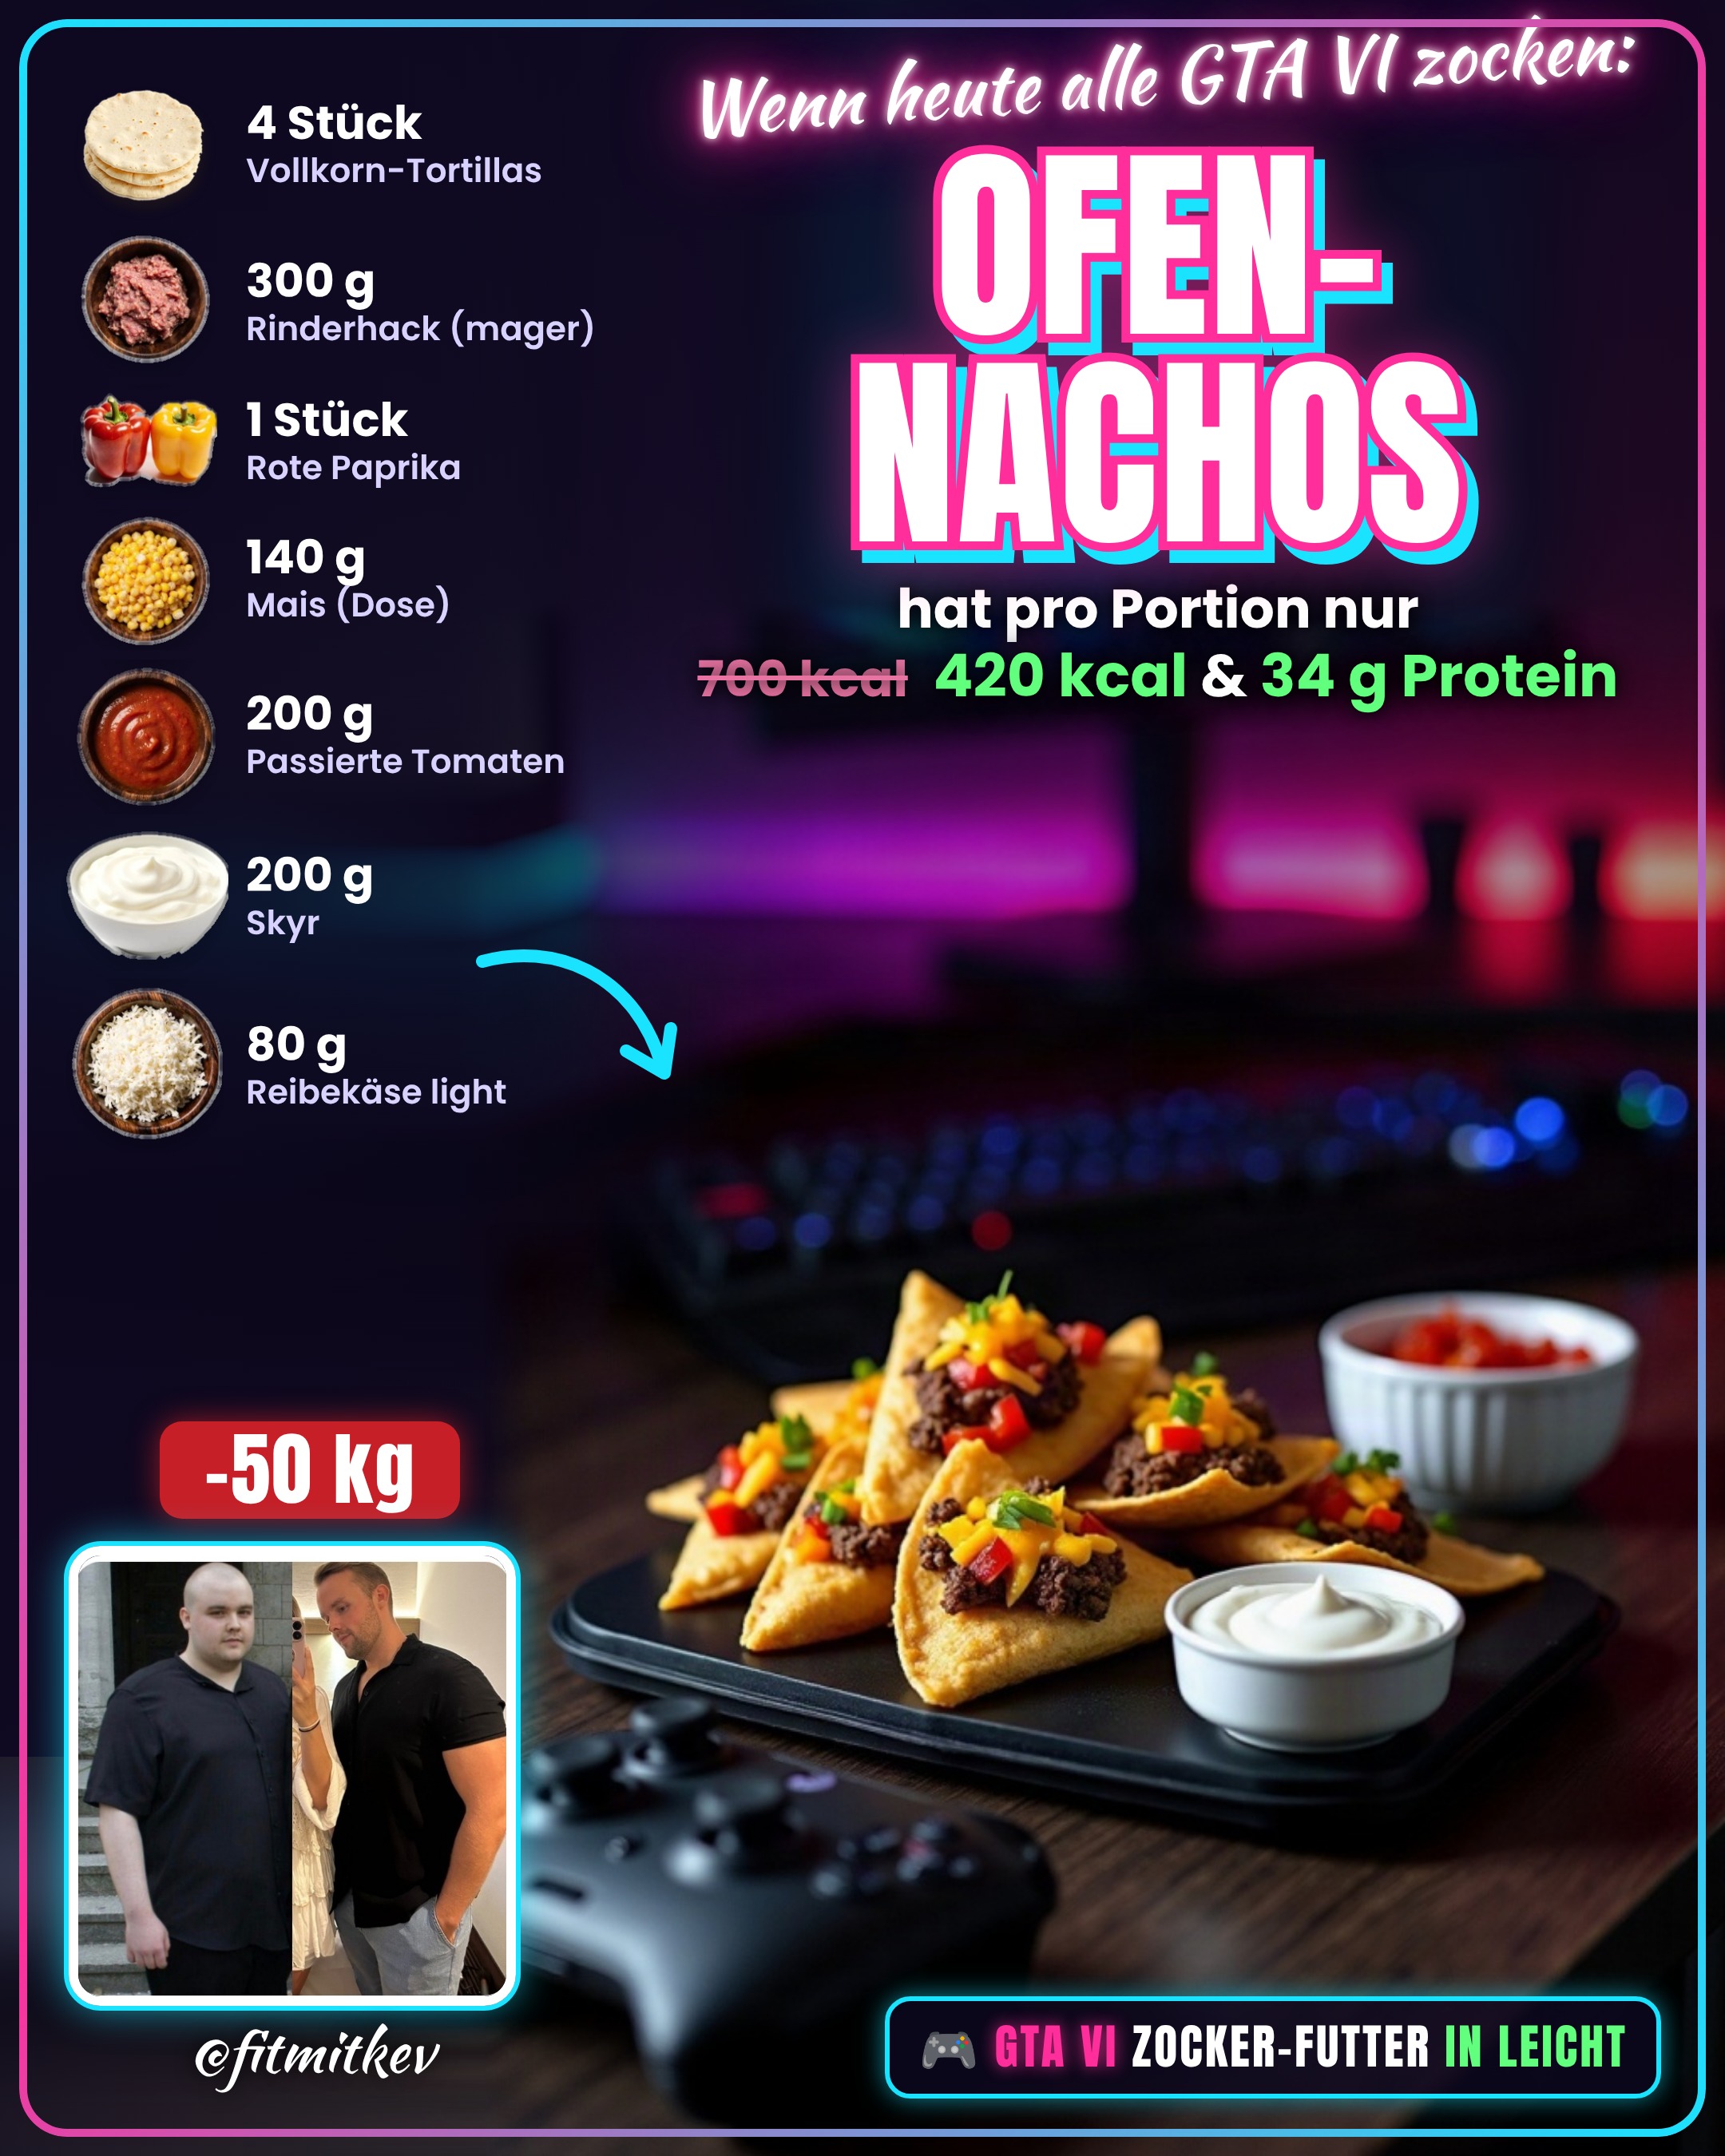 Wenn heute alle GTA VI zocken:
OFEN-
NACHOS
hat pro Portion nur
700 kcal 420 kcal & 34 g Protein
4 Stück
Vollkorn-Tortillas
300 g
Rinderhack (mager)
1 Stück
Rote Paprika
140 g
Mais (Dose)
200 g
Passierte Tomaten
200 g
Skyr
80 g
Reibekäse light
-50 kg
@fitmitkev
🎮 GTA VI ZOCKER-FUTTER IN LEICHT